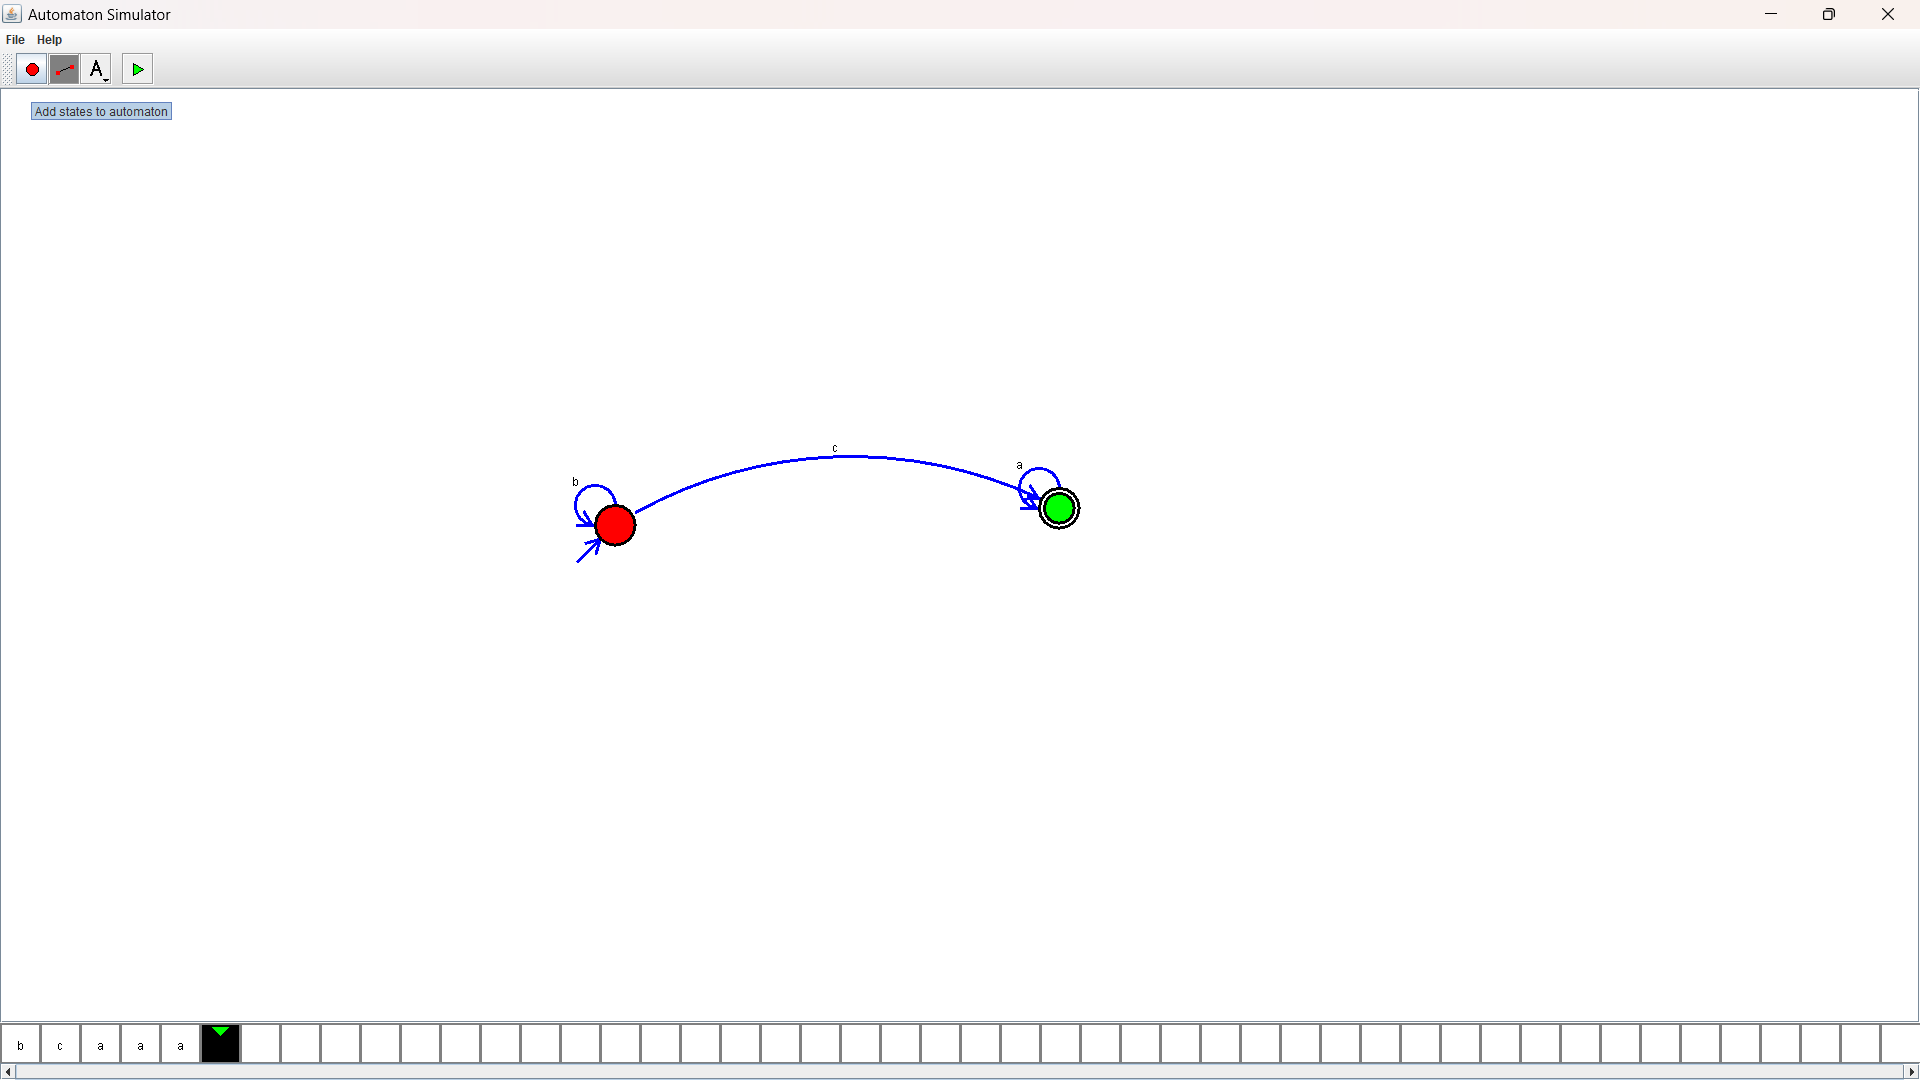 Automaton Simulator
File Help
A
Add states to automaton
c
a
b
b c a a a